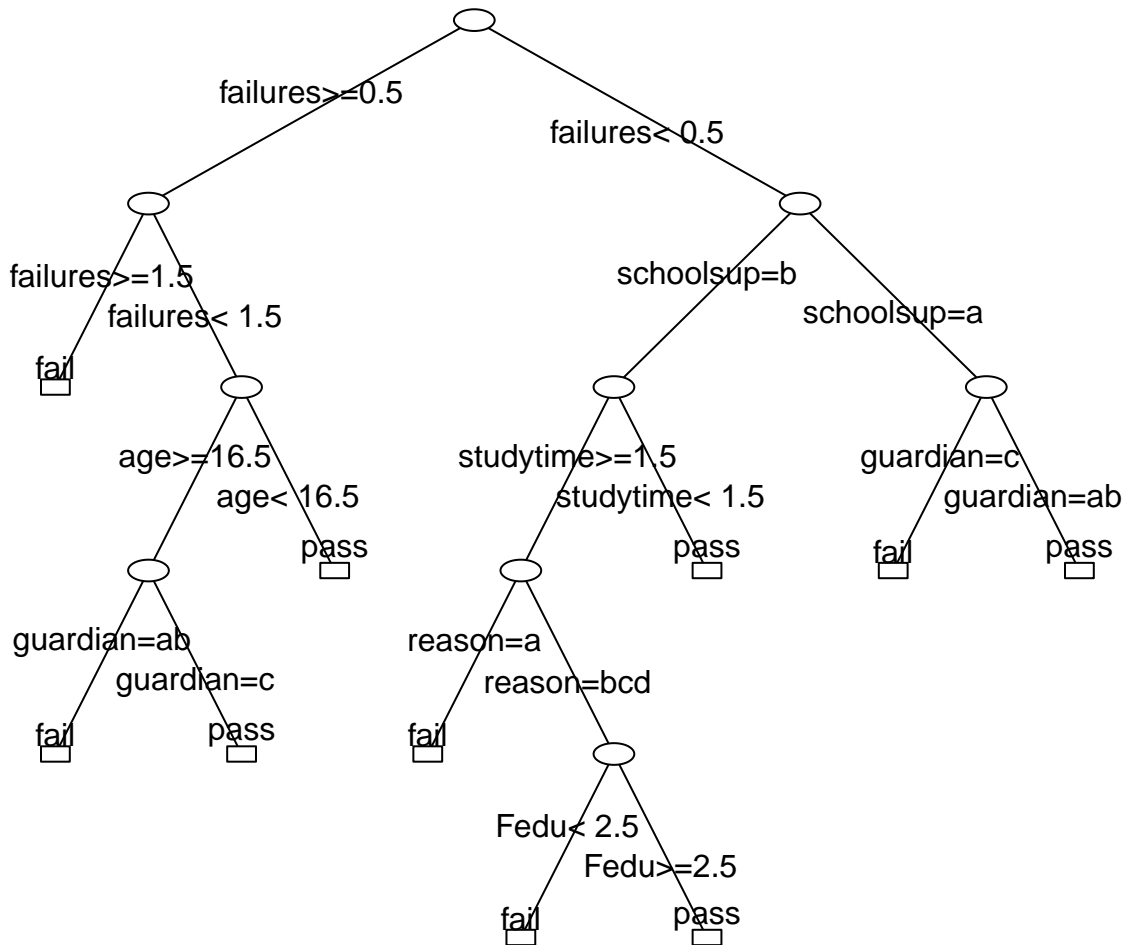 failures>=0.5
failures< 0.5
failures>=1.5
failures< 1.5
schoolsup=b
schoolsup=a
fail
age>=16.5
age< 16.5
studytime>=1.5
studytime< 1.5
guardian=c
guardian=ab
pass
pass
fail
pass
guardian=ab
guardian=c
reason=a
reason=bcd
fail
pass
fail
Fedu< 2.5
Fedu>=2.5
fail
pass